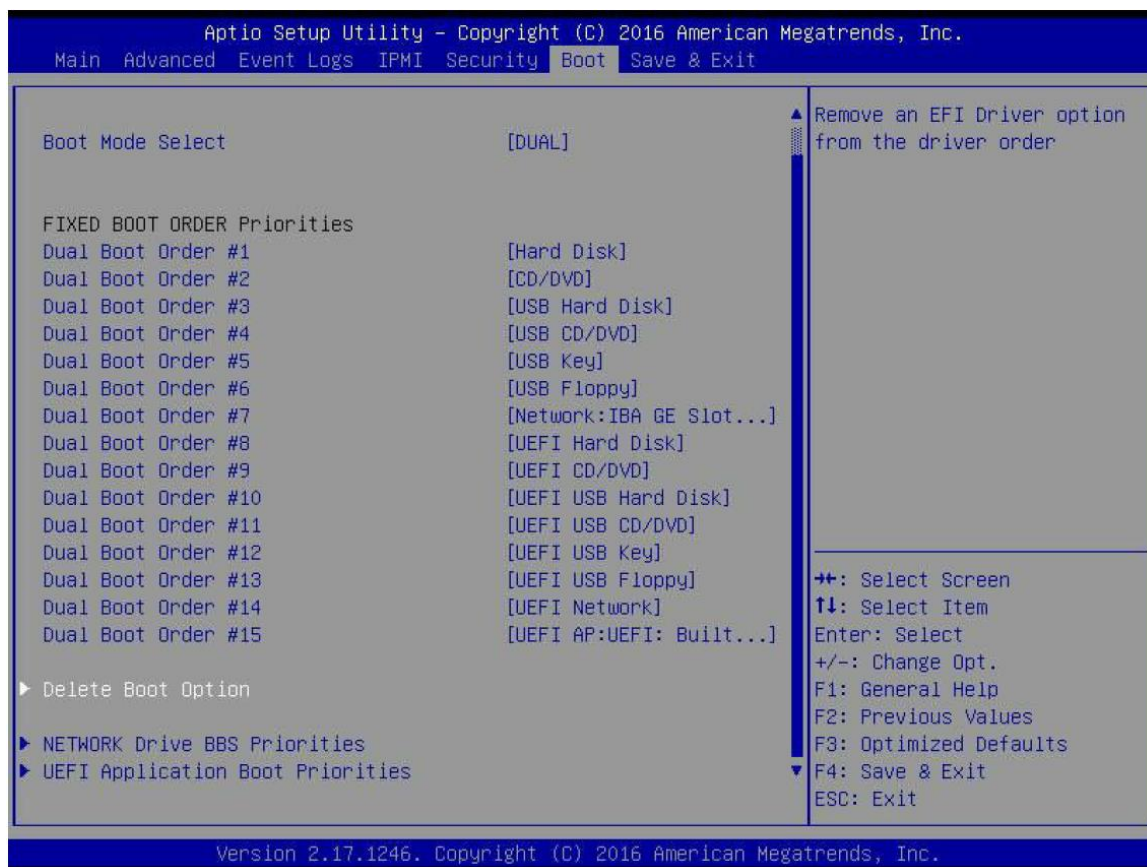 Aptio Setup Utility – Copyright (C) 2016 American Megatrends, Inc.
Main Advanced Event Logs IPMI Security Boot Save & Exit
Boot Mode Select [DUAL]
FIXED BOOT ORDER Priorities
Dual Boot Order #1 [Hard Disk]
Dual Boot Order #2 [CD/DVD]
Dual Boot Order #3 [USB Hard Disk]
Dual Boot Order #4 [USB CD/DVD]
Dual Boot Order #5 [USB Key]
Dual Boot Order #6 [USB Floppy]
Dual Boot Order #7 [Network:IBA GE Slot...]
Dual Boot Order #8 [UEFI Hard Disk]
Dual Boot Order #9 [UEFI CD/DVD]
Dual Boot Order #10 [UEFI USB Hard Disk]
Dual Boot Order #11 [UEFI USB CD/DVD]
Dual Boot Order #12 [UEFI USB Key]
Dual Boot Order #13 [UEFI USB Floppy]
Dual Boot Order #14 [UEFI Network]
Dual Boot Order #15 [UEFI AP:UEFI: Built...]
▶ Delete Boot Option
▶ NETWORK Drive BBS Priorities
▶ UEFI Application Boot Priorities
Remove an EFI Driver option
from the driver order
→←: Select Screen
↑↓: Select Item
Enter: Select
+/-: Change Opt.
F1: General Help
F2: Previous Values
F3: Optimized Defaults
F4: Save & Exit
ESC: Exit
Version 2.17.1246. Copyright (C) 2016 American Megatrends, Inc.